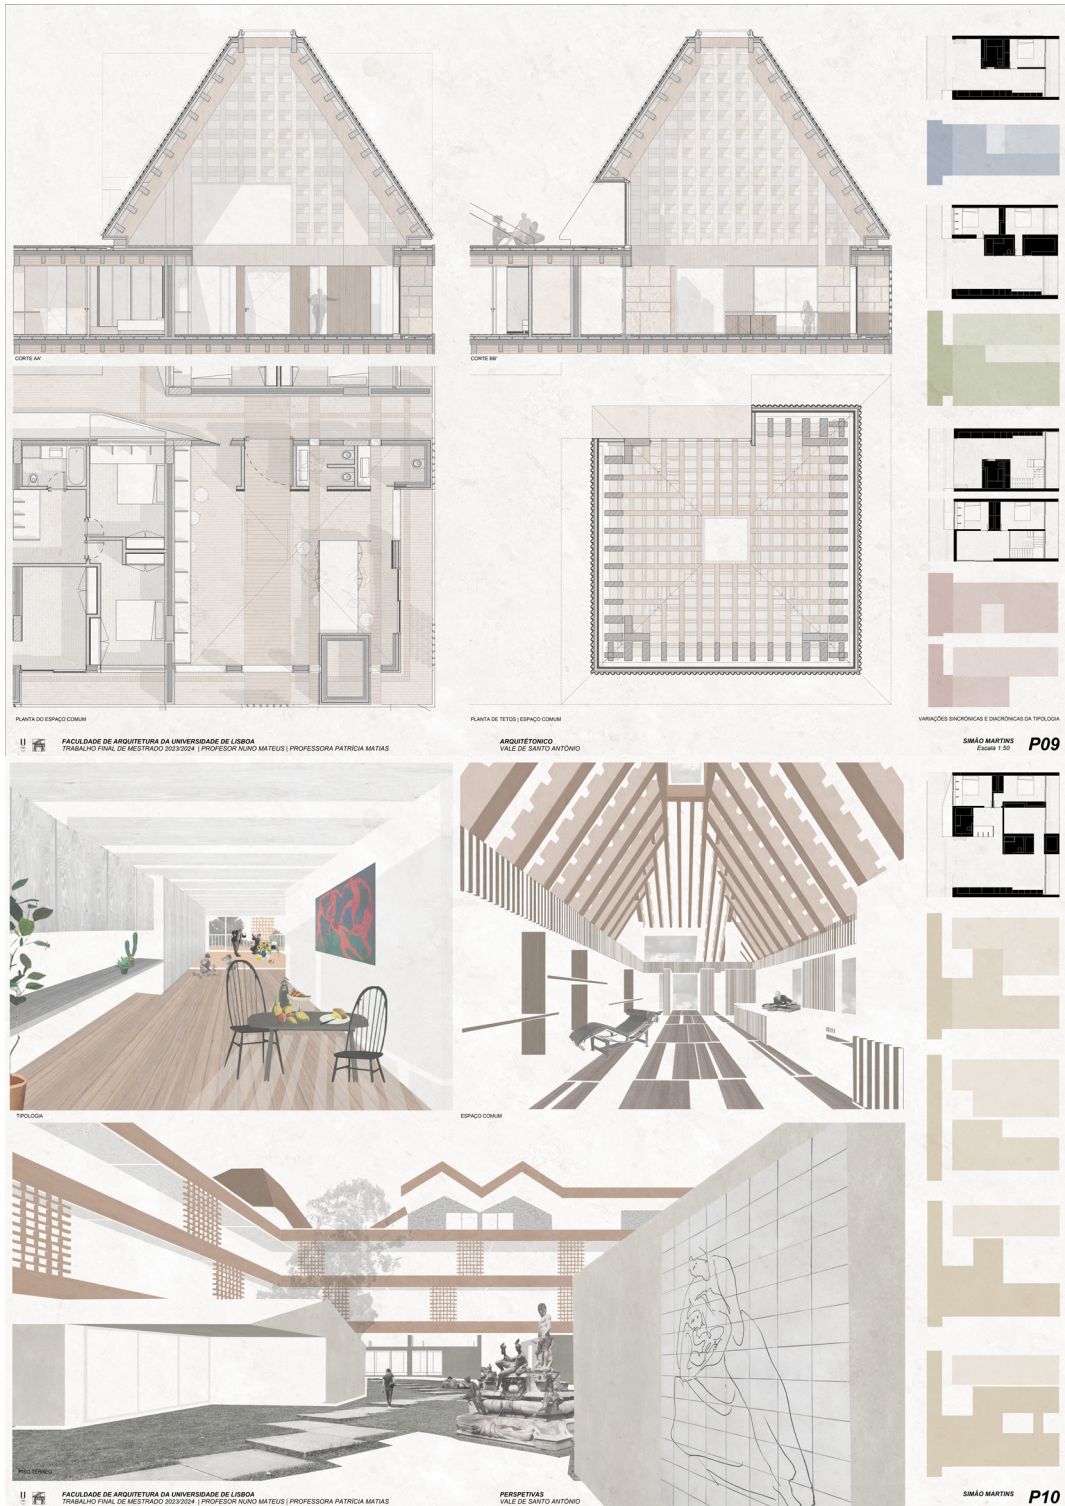 CORTE AA'
CORTE BB'
PLANTA DO ESPAÇO COMUM
PLANTA DE TETOS | ESPAÇO COMUM
VARIAÇÕES SINCRÓNICAS E DIACRÓNICAS DA TIPOLOGIA
FACULDADE DE ARQUITETURA DA UNIVERSIDADE DE LISBOA
TRABALHO FINAL DE MESTRADO 2023/2024 | PROFESOR NUNO MATEUS | PROFESSORA PATRÍCIA MATIAS
ARQUITÉTONICO
VALE DE SANTO ANTÓNIO
SIMÃO MARTINS
Escala 1:50
P09
TIPOLOGIA
ESPAÇO COMUM
PISO TÉRREO
FACULDADE DE ARQUITETURA DA UNIVERSIDADE DE LISBOA
TRABALHO FINAL DE MESTRADO 2023/2024 | PROFESOR NUNO MATEUS | PROFESSORA PATRÍCIA MATIAS
PERSPETIVAS
VALE DE SANTO ANTÓNIO
SIMÃO MARTINS
P10